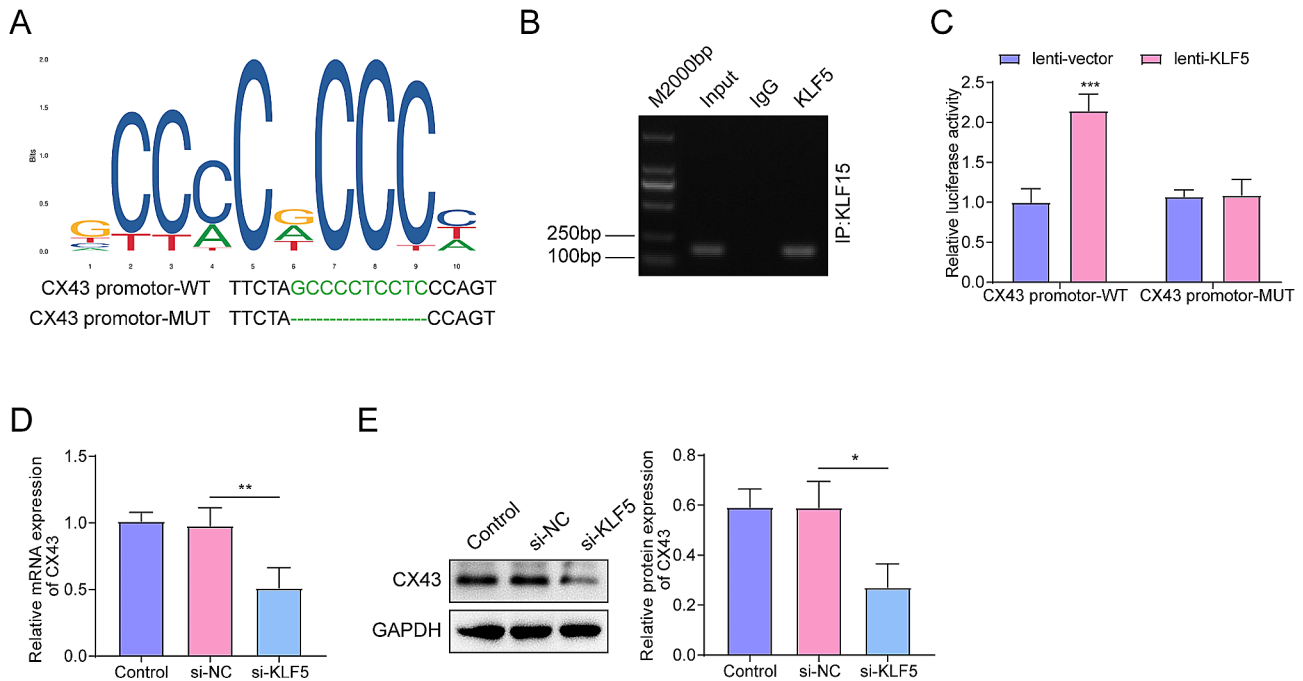 A
2.0
1.5
1.0
0.5
0.0
Bits
1 2 3 4 5 6 7 8 9 10
CX43 promotor-WT TTCTAGCCCCTCCTCCCAGT
CX43 promotor-MUT TTCTA--------------------CCAGT
B
M2000bp Input IgG KLF5
250bp
100bp
IP:KLF15
C
lenti-vector lenti-KLF5
Relative luciferase activity
2.5
2.0
1.5
1.0
0.5
0.0
***
CX43 promotor-WT CX43 promotor-MUT
D
Relative mRNA expression
of CX43
1.5
1.0
0.5
0.0
**
Control si-NC si-KLF5
E
Control si-NC si-KLF5
CX43
GAPDH
Relative protein expression
of CX43
0.8
0.6
0.4
0.2
0.0
*
Control si-NC si-KLF5